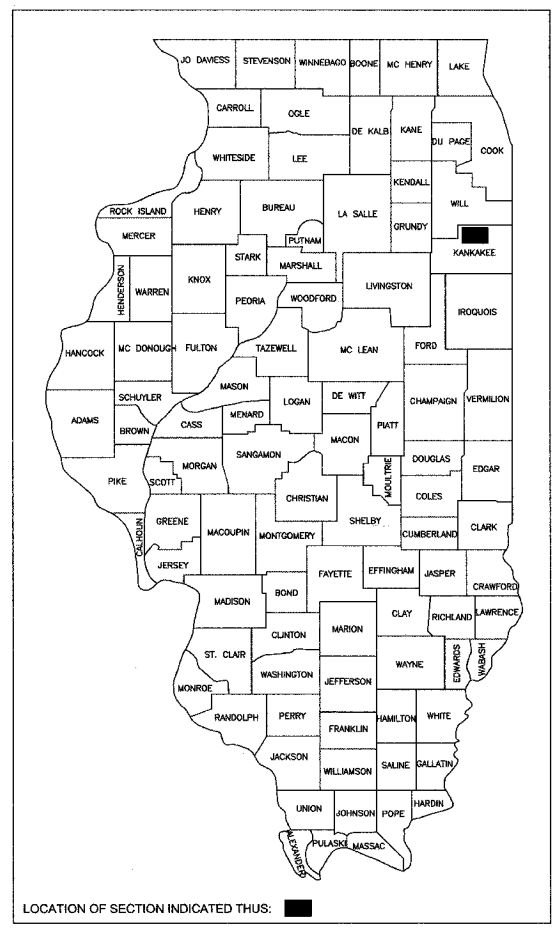 JO DAVIESS STEVENSON WINNEBAGO BOONE MC HENRY LAKE
CARROLL OGLE
DE KALB KANE DU PAGE COOK
WHITESIDE LEE
KENDALL
ROCK ISLAND HENRY BUREAU LA SALLE WILL
MERCER PUTNAM GRUNDY
STARK MARSHALL KANKAKEE
HENDERSON WARREN KNOX PEORIA WOODFORD LIVINGSTON
IROQUOIS
HANCOCK MC DONOUGH FULTON TAZEWELL MC LEAN FORD
MASON
SCHUYLER LOGAN DE WITT CHAMPAIGN VERMILION
ADAMS BROWN CASS MENARD PIATT
MACON
MORGAN SANGAMON DOUGLAS EDGAR
PIKE SCOTT CHRISTIAN MOULTRIE COLES
CALHOUN GREENE MACOUPIN MONTGOMERY SHELBY CUMBERLAND CLARK
JERSEY FAYETTE EFFINGHAM JASPER CRAWFORD
MADISON BOND
MARION CLAY RICHLAND LAWRENCE
CLINTON
ST. CLAIR WAYNE EDWARDS WABASH
WASHINGTON JEFFERSON
MONROE
RANDOLPH PERRY HAMILTON WHITE
FRANKLIN
JACKSON WILLIAMSON SALINE GALLATIN
UNION JOHNSON POPE HARDIN
ALEXANDER PULASKI MASSAC
LOCATION OF SECTION INDICATED THUS: